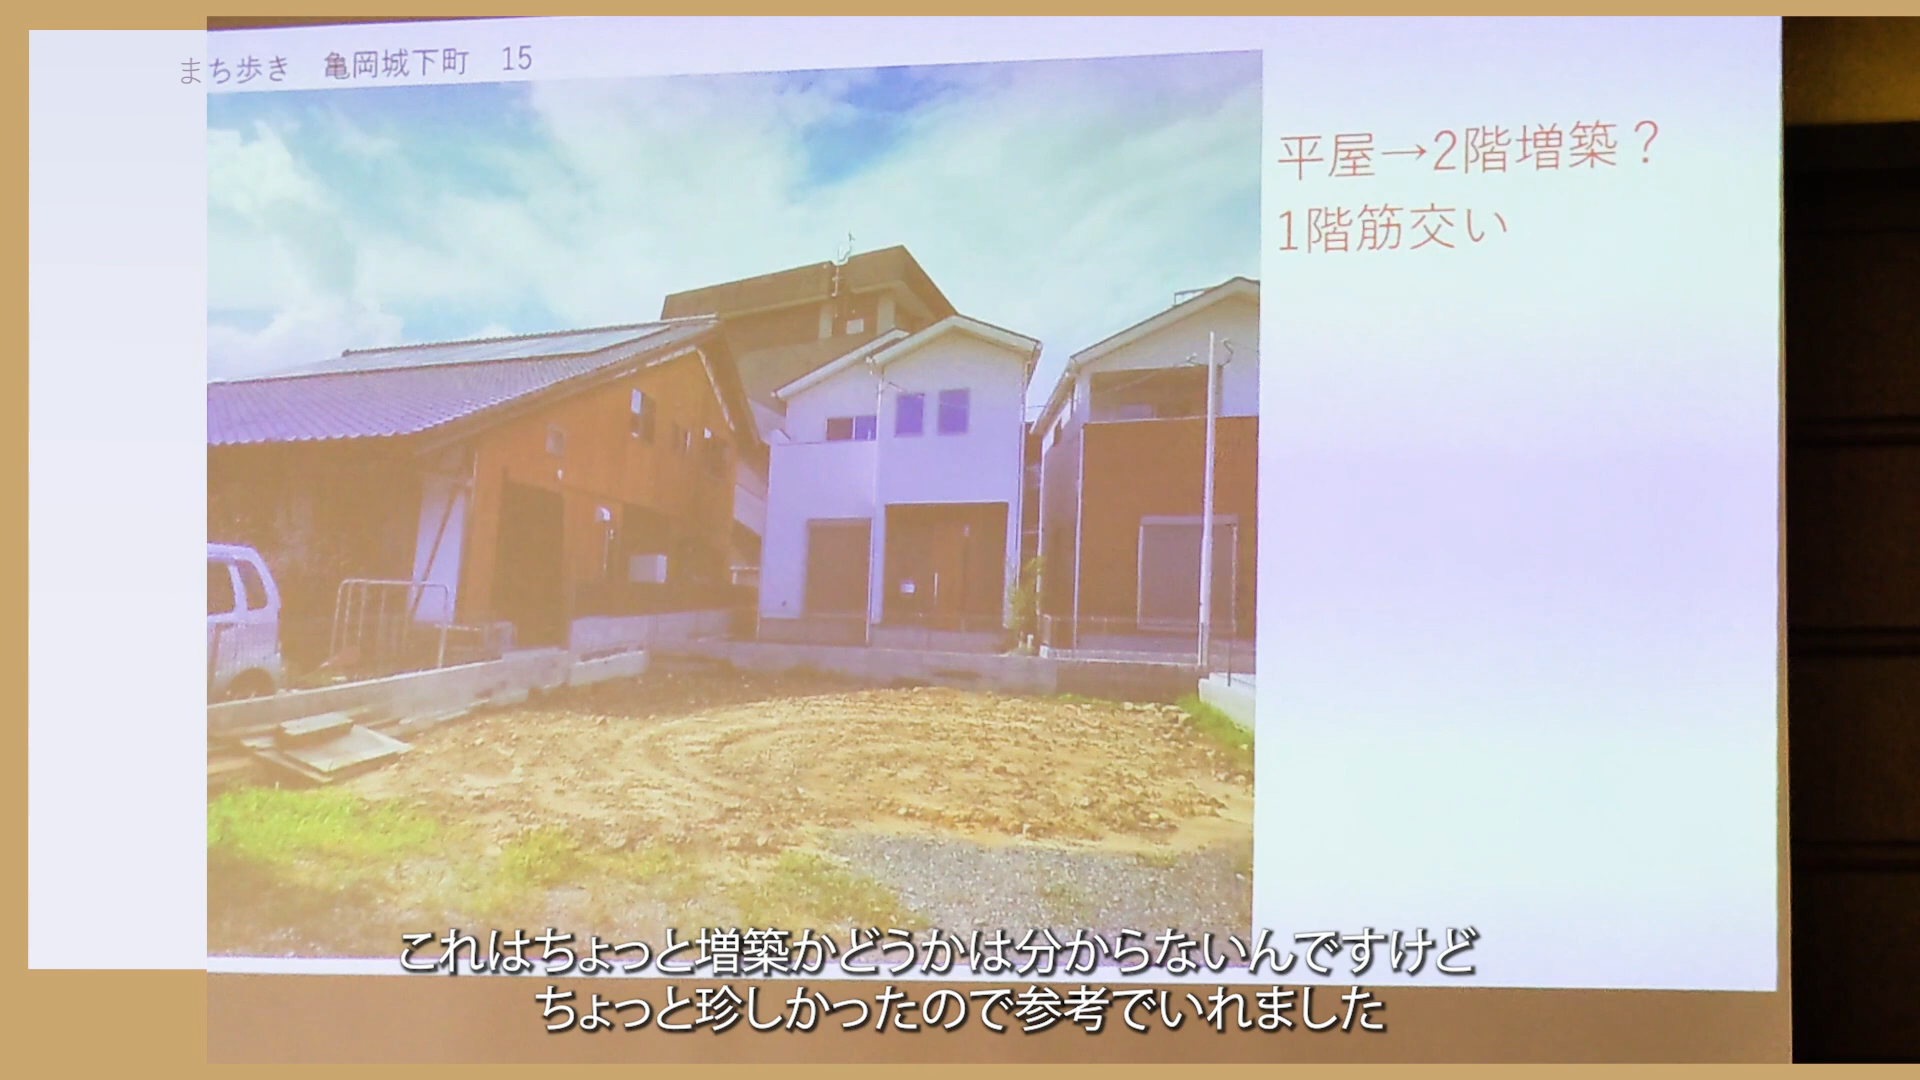 まち歩き　亀岡城下町　15
平屋→2階増築？
1階筋交い
これはちょっと増築かどうかは分からないんですけど
ちょっと珍しかったので参考でいれました